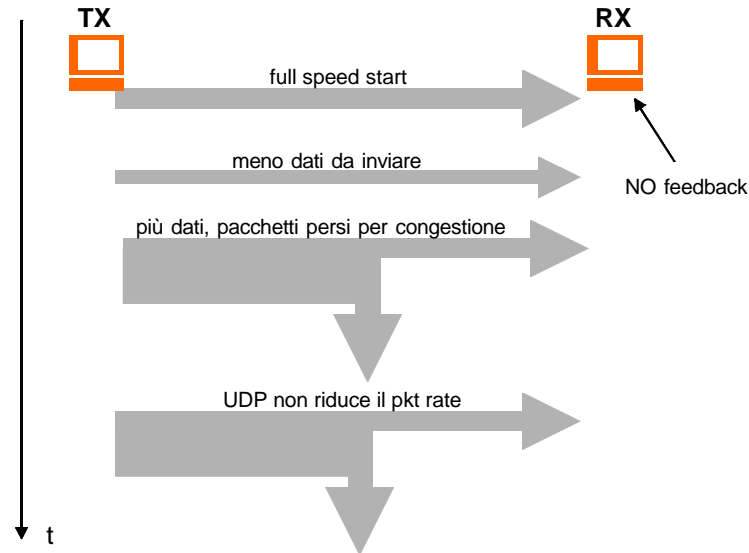 TX
RX
full speed start
meno dati da inviare
NO feedback
più dati, pacchetti persi per congestione
UDP non riduce il pkt rate
t